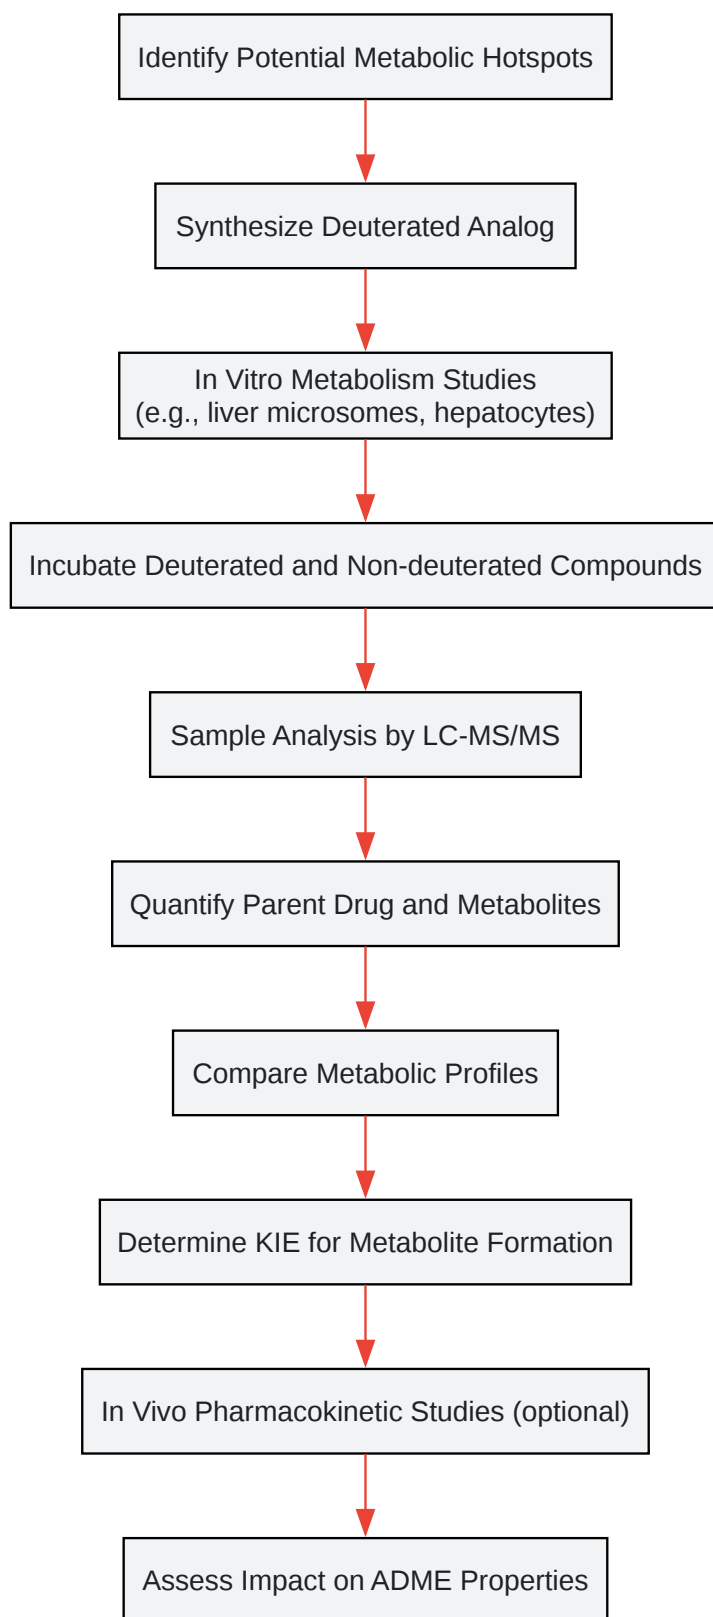 Identify Potential Metabolic Hotspots
Synthesize Deuterated Analog
In Vitro Metabolism Studies
(e.g., liver microsomes, hepatocytes)
Incubate Deuterated and Non-deuterated Compounds
Sample Analysis by LC-MS/MS
Quantify Parent Drug and Metabolites
Compare Metabolic Profiles
Determine KIE for Metabolite Formation
In Vivo Pharmacokinetic Studies (optional)
Assess Impact on ADME Properties